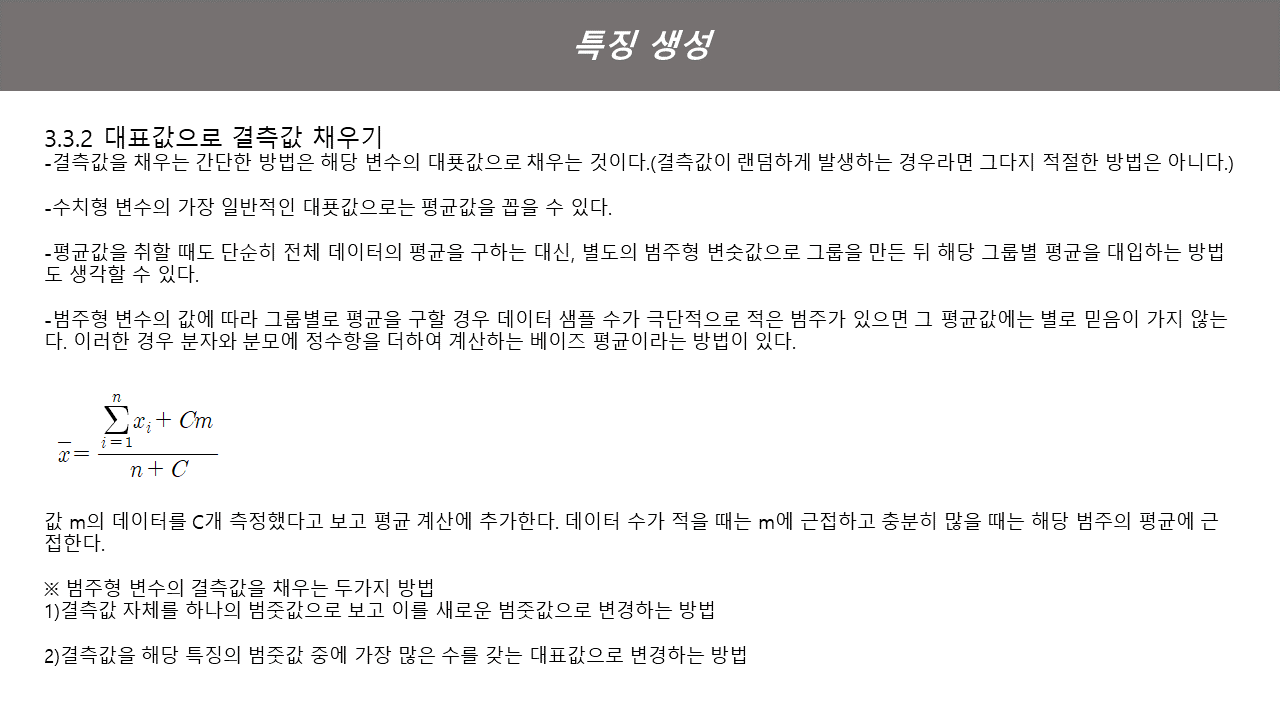 특징 생성
3.3.2 대표값으로 결측값 채우기
-결측값을 채우는 간단한 방법은 해당 변수의 대푯값으로 채우는 것이다.(결측값이 랜덤하게 발생하는 경우라면 그다지 적절한 방법은 아니다.)
-수치형 변수의 가장 일반적인 대푯값으로는 평균값을 꼽을 수 있다.
-평균값을 취할 때도 단순히 전체 데이터의 평균을 구하는 대신, 별도의 범주형 변숫값으로 그룹을 만든 뒤 해당 그룹별 평균을 대입하는 방법
도 생각할 수 있다.
-범주형 변수의 값에 따라 그룹별로 평균을 구할 경우 데이터 샘플 수가 극단적으로 적은 범주가 있으면 그 평균값에는 별로 믿음이 가지 않는
다. 이러한 경우 분자와 분모에 정수항을 더하여 계산하는 베이즈 평균이라는 방법이 있다.
x̄ = (∑_{i=1}^{n} x_i + Cm) / (n + C)
값 m의 데이터를 C개 측정했다고 보고 평균 계산에 추가한다. 데이터 수가 적을 때는 m에 근접하고 충분히 많을 때는 해당 범주의 평균에 근
접한다.
※ 범주형 변수의 결측값을 채우는 두가지 방법
1)결측값 자체를 하나의 범줏값으로 보고 이를 새로운 범줏값으로 변경하는 방법
2)결측값을 해당 특징의 범줏값 중에 가장 많은 수를 갖는 대표값으로 변경하는 방법